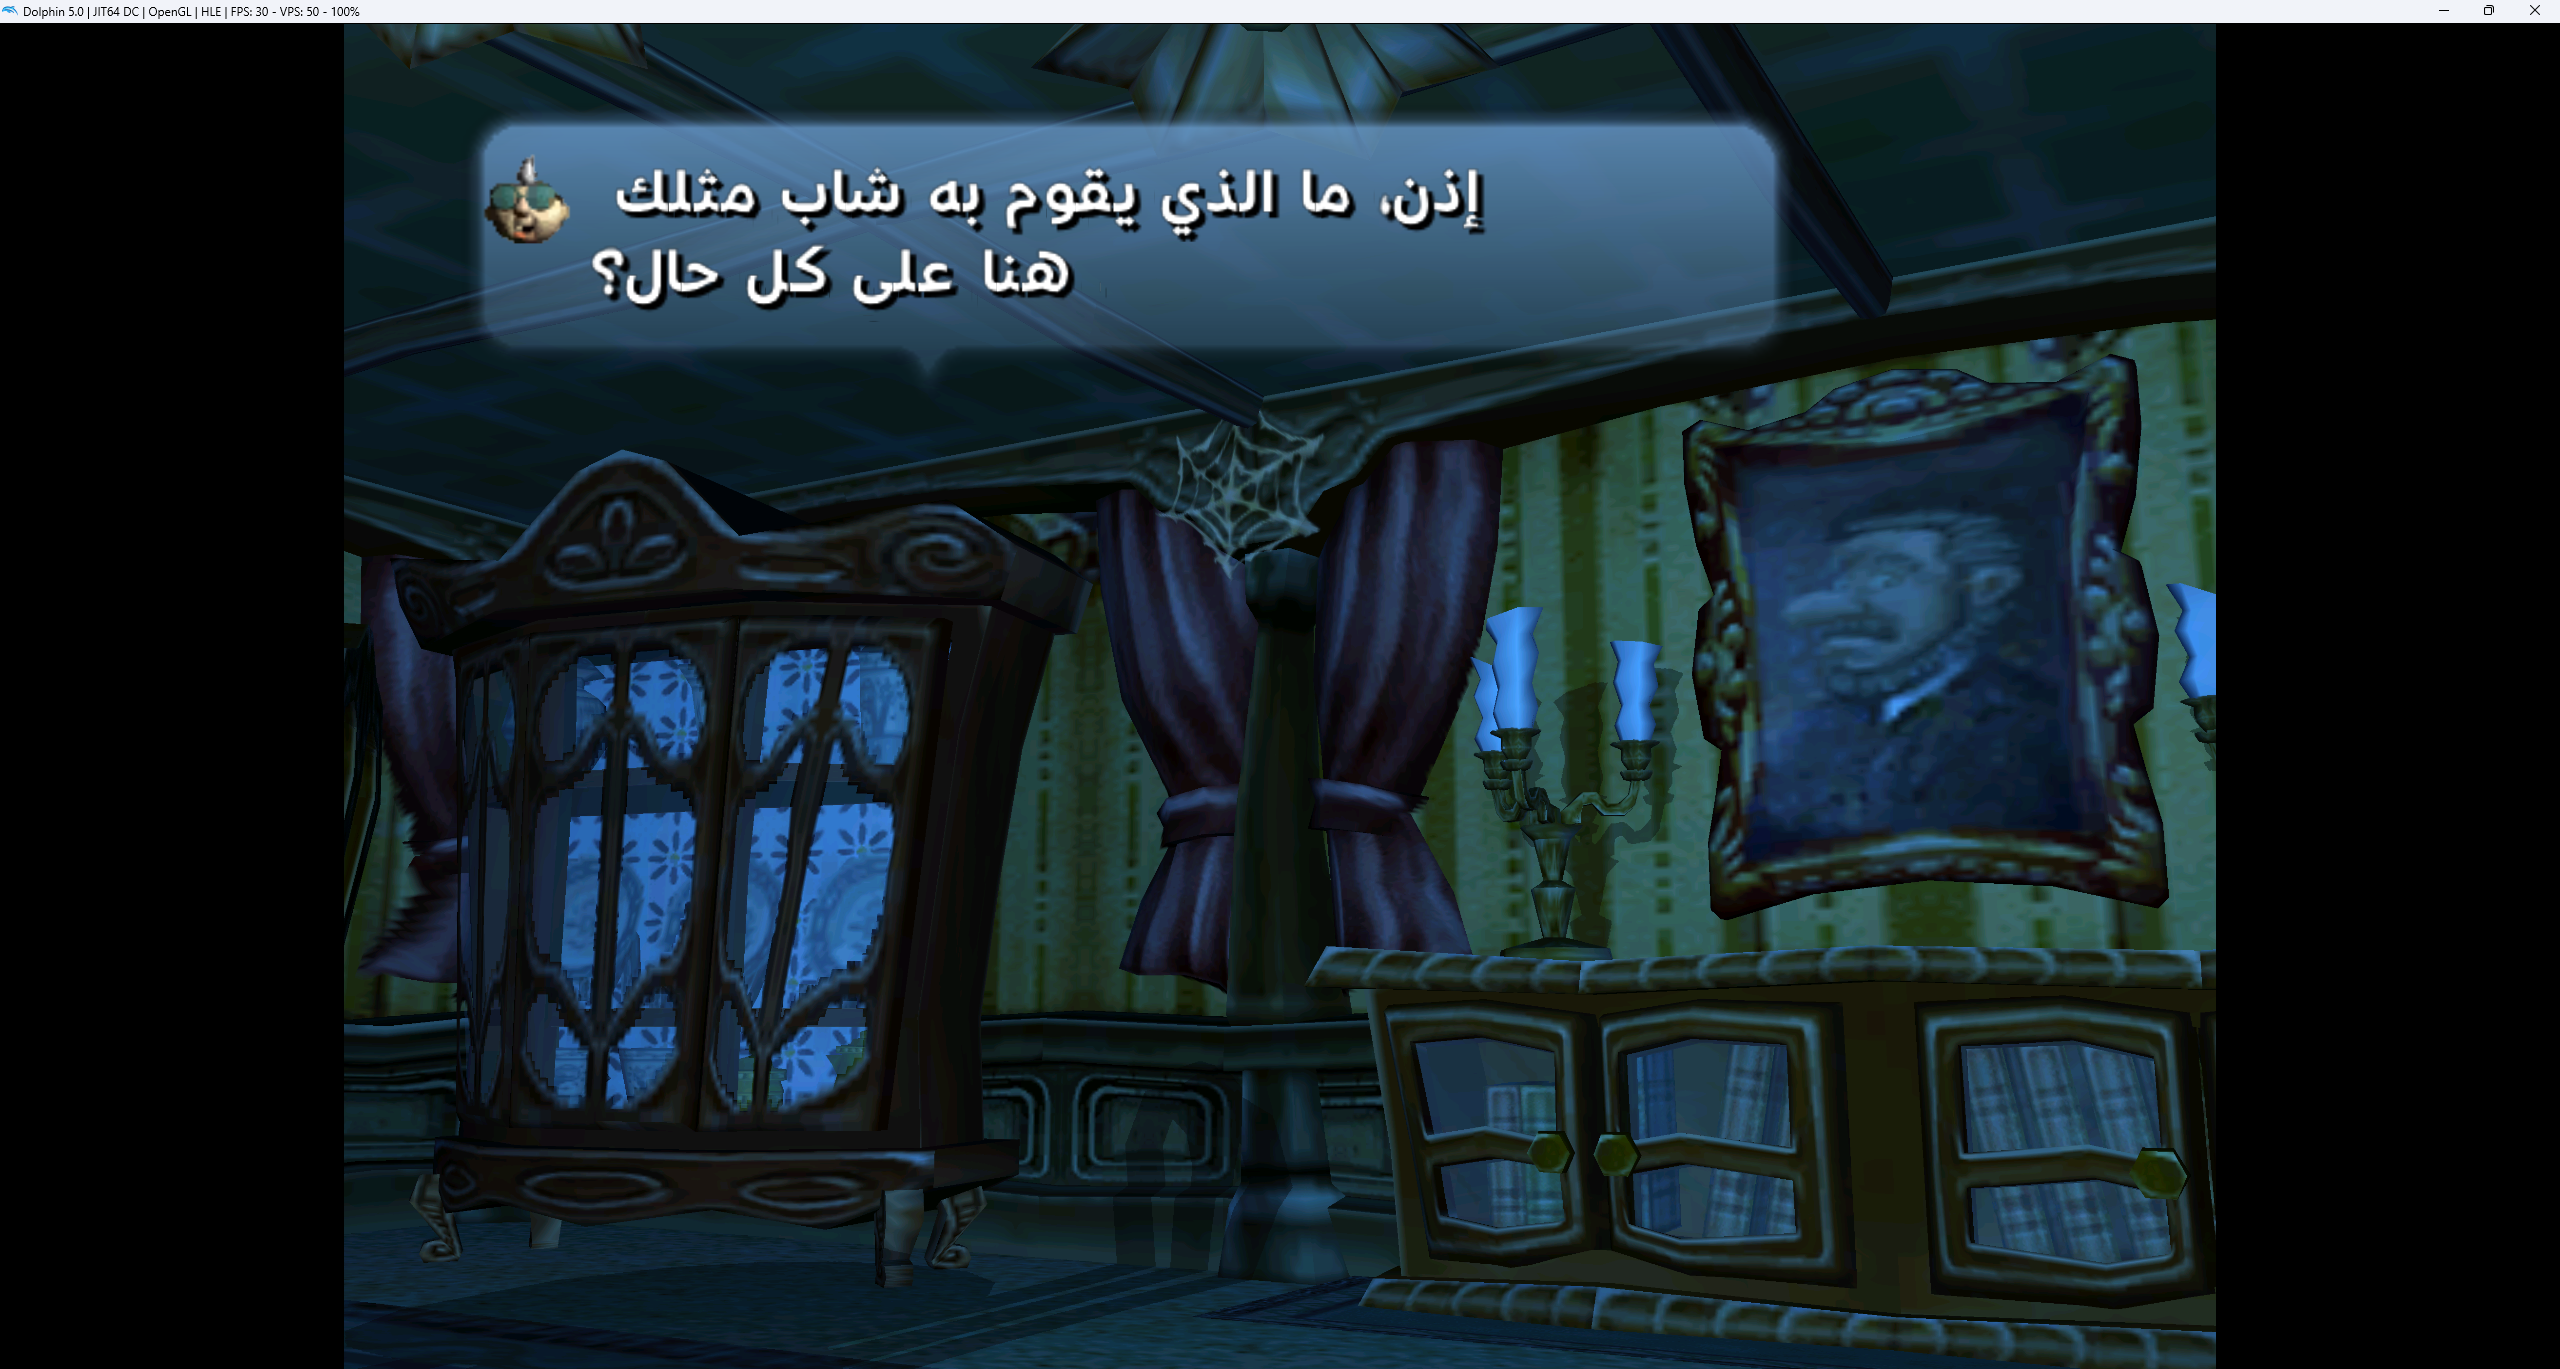 Dolphin 5.0 | JIT64 DC | OpenGL | HLE | FPS: 30 - VPS: 50 - 100%
إذن، ما الذي يقوم به شاب مثلك
هنا على كل حال؟